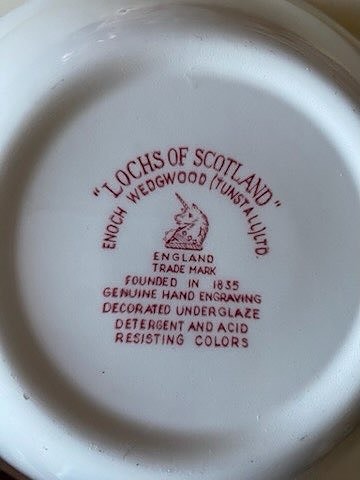 "LOCHS OF SCOTLAND"
ENOCH WEDGWOOD (TUNSTALL) LTD.
ENGLAND
TRADE MARK
FOUNDED IN 1835
GENUINE HAND ENGRAVING
DECORATED UNDERGLAZE
DETERGENT AND ACID
RESISTING COLORS